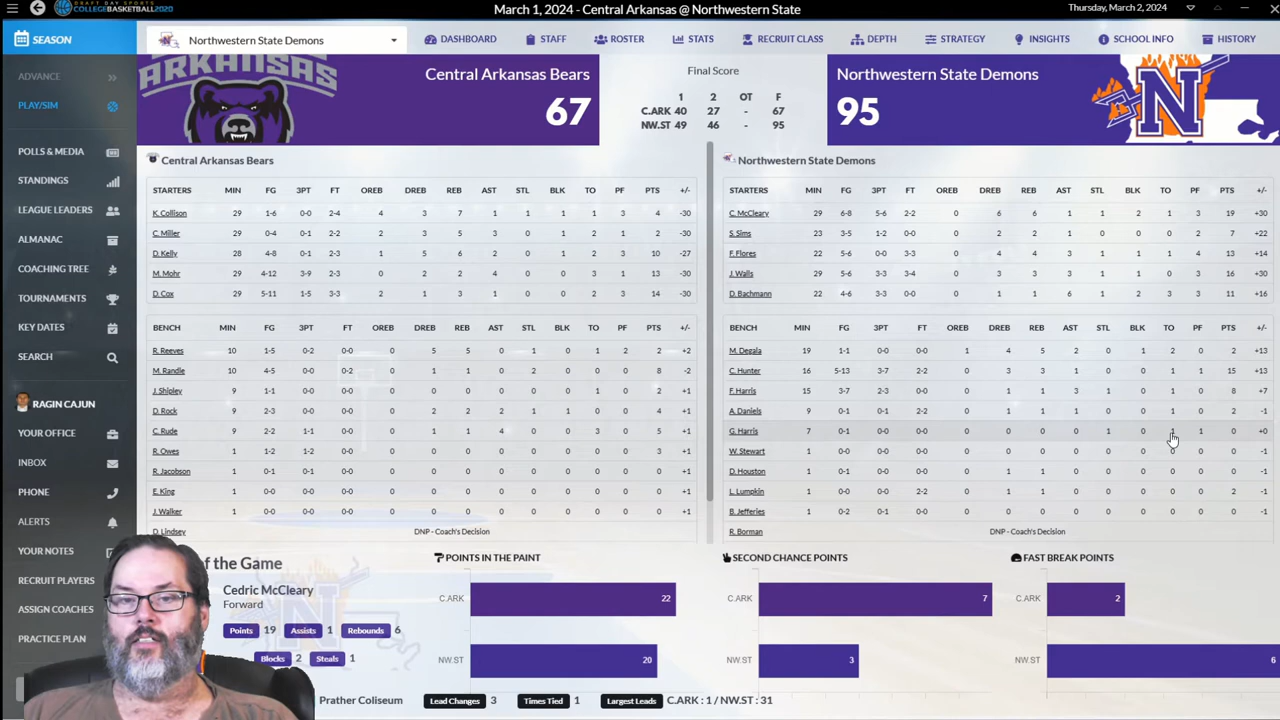 DRAFT DAY SPORTS
COLLEGE BASKETBALL 2020
March 1, 2024 - Central Arkansas @ Northwestern State
Thursday, March 2, 2024
SEASON
Northwestern State Demons
DASHBOARD STAFF ROSTER STATS RECRUIT CLASS DEPTH STRATEGY INSIGHTS SCHOOL INFO HISTORY
ADVANCE
PLAY/SIM
POLLS & MEDIA
STANDINGS
LEAGUE LEADERS
ALMANAC
COACHING TREE
TOURNAMENTS
KEY DATES
SEARCH
RAGIN CAJUN
YOUR OFFICE
INBOX
PHONE
ALERTS
YOUR NOTES
RECRUIT PLAYERS
ASSIGN COACHES
PRACTICE PLAN
ARKANSAS
Central Arkansas Bears
67
Final Score
1 2 OT F
C.ARK 40 27 - 67
NW.ST 49 46 - 95
Northwestern State Demons
95
N
Central Arkansas Bears
STARTERS MIN FG 3PT FT OREB DREB REB AST STL BLK TO PF PTS +/-
K. Collison 29 1-6 0-0 2-4 4 3 7 1 1 1 1 3 4 -30
C. Miller 29 0-4 0-1 2-2 2 3 5 3 0 1 2 1 2 -30
D. Kelly 28 4-8 0-1 2-3 1 5 6 2 0 0 2 3 10 -27
M. Mohr 29 4-12 3-9 2-3 0 2 2 4 0 0 3 1 13 -30
D. Cox 29 5-11 1-5 3-3 2 1 3 1 0 0 2 3 14 -30
BENCH MIN FG 3PT FT OREB DREB REB AST STL BLK TO PF PTS +/-
R. Reeves 10 1-5 0-2 0-0 0 5 5 0 1 0 1 2 2 +2
M. Randle 10 4-5 0-0 0-2 0 1 1 0 2 0 0 0 8 -2
J. Shipley 9 1-1 0-0 0-0 0 0 0 0 0 0 1 0 2 +1
D. Rock 9 2-3 0-0 0-0 0 2 2 2 1 1 0 0 4 +1
C. Rude 9 2-2 1-1 0-0 0 1 1 4 0 0 3 0 5 +1
R. Owes 1 1-2 1-2 0-0 0 0 0 0 0 0 0 0 3 +1
R. Jacobson 1 0-1 0-1 0-0 0 0 0 0 0 0 0 0 0 +1
E. King 1 0-0 0-0 0-0 0 0 0 0 0 0 0 0 0 +1
J. Walker 1 0-0 0-0 0-0 0 0 0 0 0 0 0 0 0 +1
D. Lindsey DNP - Coach's Decision
Northwestern State Demons
STARTERS MIN FG 3PT FT OREB DREB REB AST STL BLK TO PF PTS +/-
C. McCleary 29 6-8 5-6 2-2 0 6 6 1 1 2 1 3 19 +30
S. Sims 23 3-5 1-2 0-0 0 2 2 1 0 0 0 2 7 +22
F. Flores 22 5-6 0-0 3-3 0 4 4 3 1 1 1 4 13 +14
J. Walls 29 5-6 3-3 3-4 0 3 3 3 1 1 0 3 16 +30
D. Bachmann 22 4-6 3-3 0-0 0 1 1 6 1 2 3 3 11 +16
BENCH MIN FG 3PT FT OREB DREB REB AST STL BLK TO PF PTS +/-
M. Degala 19 1-1 0-0 0-0 1 4 5 2 0 1 2 0 2 +13
C. Hunter 16 5-13 3-7 2-2 0 3 3 1 0 0 1 1 15 +13
F. Harris 15 3-7 2-3 0-0 0 1 1 3 1 0 1 0 8 +7
A. Daniels 9 0-1 0-1 2-2 0 1 1 1 0 0 1 0 2 -1
G. Harris 7 0-1 0-0 0-0 0 0 0 0 1 0 1 1 0 +0
W. Stewart 1 0-0 0-0 0-0 0 0 0 0 0 0 0 0 0 -1
D. Houston 1 0-1 0-0 0-0 0 1 1 0 0 0 0 0 0 -1
L. Lumpkin 1 0-0 0-0 2-2 0 1 1 0 0 0 0 0 2 -1
B. Jefferies 1 0-2 0-1 0-0 0 0 0 0 0 0 0 0 0 -1
R. Borman DNP - Coach's Decision
of the Game
Cedric McCleary
Forward
Points 19 Assists 1 Rebounds 6
Blocks 2 Steals 1
POINTS IN THE PAINT
C.ARK 22
NW.ST 20
SECOND CHANCE POINTS
C.ARK 7
NW.ST 3
FAST BREAK POINTS
C.ARK 2
NW.ST 6
Prather Coliseum Lead Changes 3 Times Tied 1 Largest Leads C.ARK : 1 / NW.ST : 31